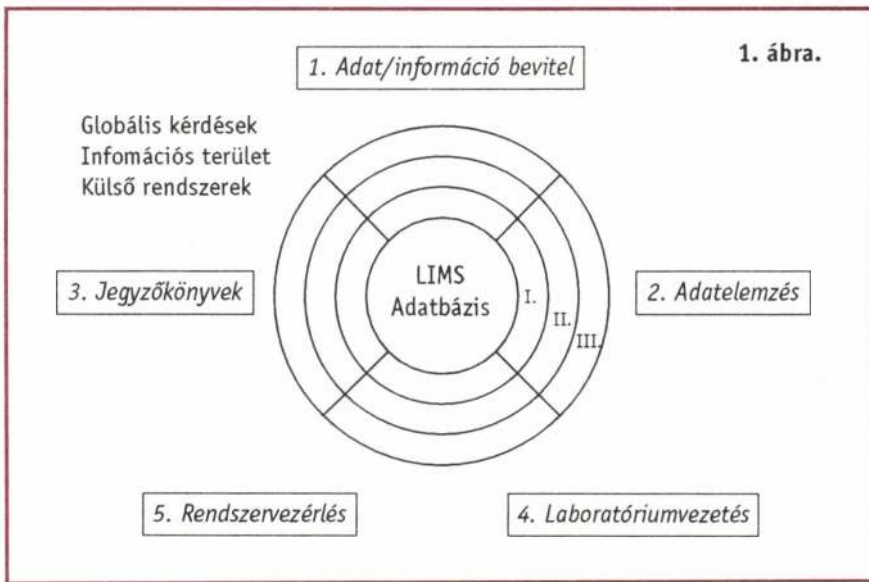 1. ábra.
1. Adat/információ bevitel
Globális kérdések
Infomációs terület
Külső rendszerek
3. Jegyzőkönyvek
LIMS
Adatbázis
I.
II.
III.
2. Adatelemzés
5. Rendszervezérlés
4. Laboratóriumvezetés